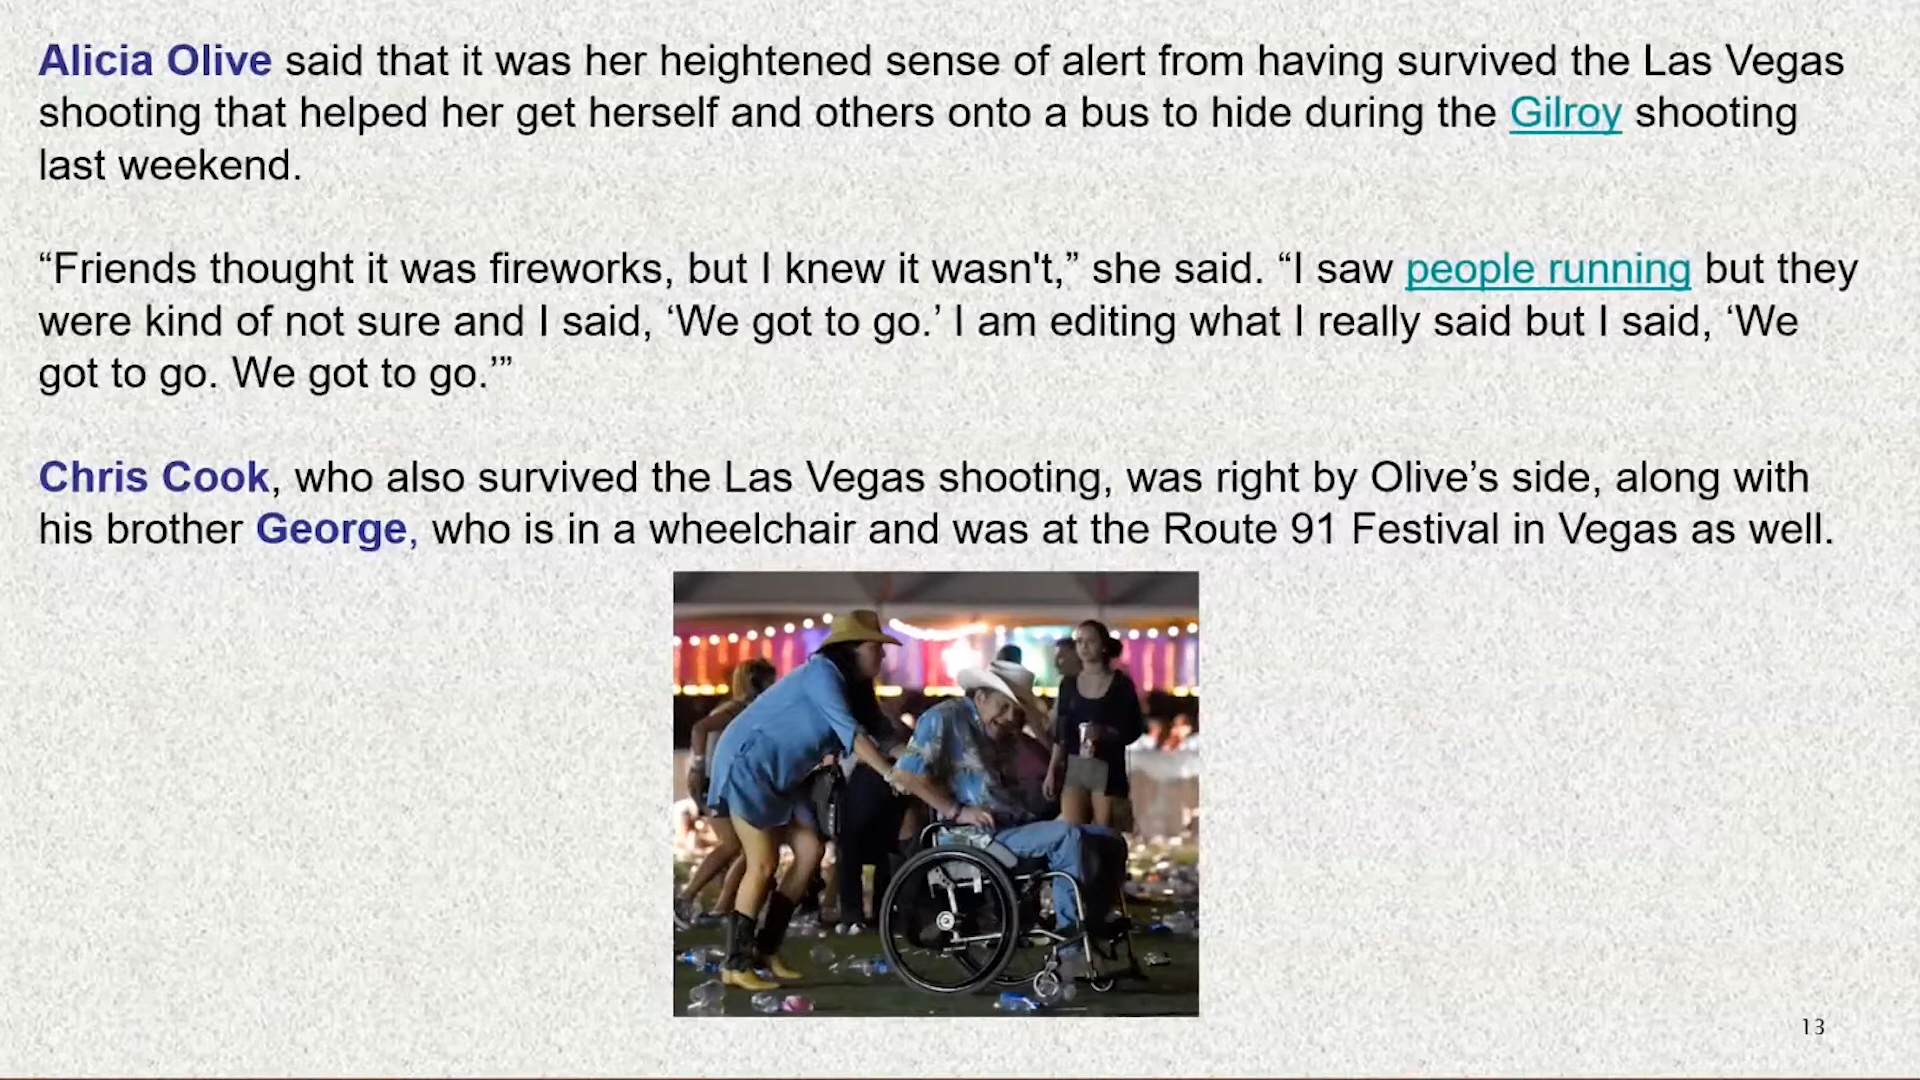 Alicia Olive said that it was her heightened sense of alert from having survived the Las Vegas
shooting that helped her get herself and others onto a bus to hide during the Gilroy shooting
last weekend.
“Friends thought it was fireworks, but I knew it wasn't,” she said. “I saw people running but they
were kind of not sure and I said, ‘We got to go.’ I am editing what I really said but I said, ‘We
got to go. We got to go.’”
Chris Cook, who also survived the Las Vegas shooting, was right by Olive’s side, along with
his brother George, who is in a wheelchair and was at the Route 91 Festival in Vegas as well.
13